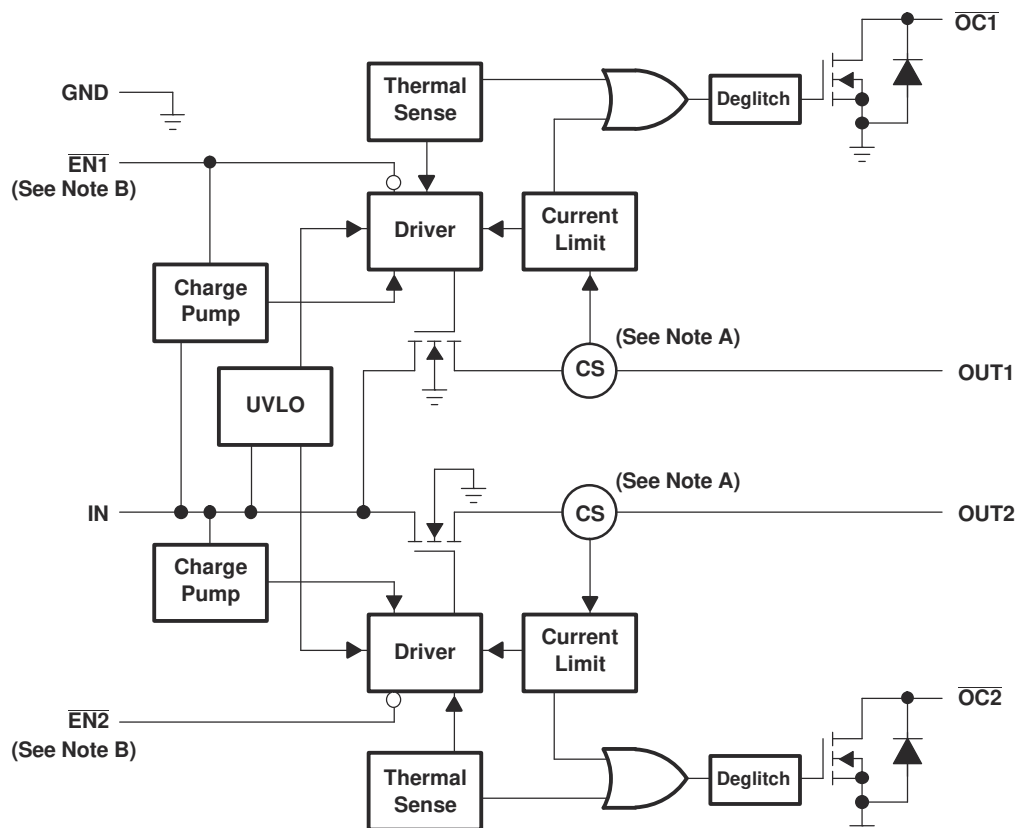 OC1
GND
Thermal
Sense
Deglitch
EN1
(See Note B)
Driver
Current
Limit
Charge
Pump
(See Note A)
CS
OUT1
UVLO
(See Note A)
IN
CS
OUT2
Charge
Pump
Driver
Current
Limit
EN2
(See Note B)
OC2
Thermal
Sense
Deglitch